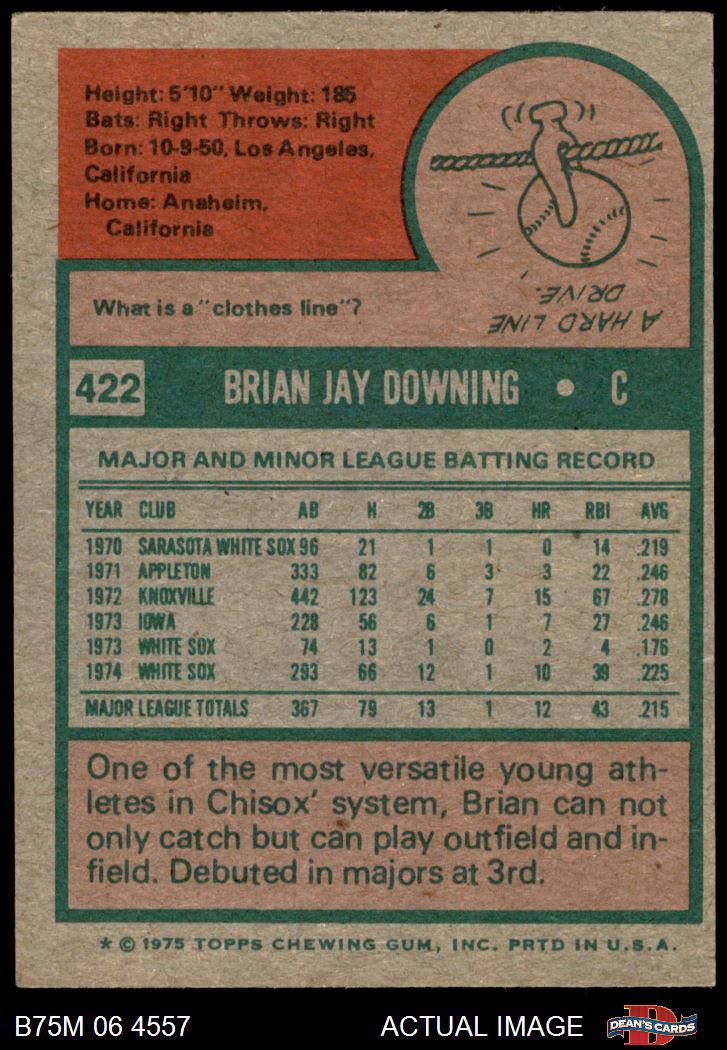 Height: 5'10" Weight: 185
Bats: Right Throws: Right
Born: 10-9-50, Los Angeles,
California
Home: Anaheim,
California
What is a "clothes line"?
A HARD LINE
DRIVE.
422 BRIAN JAY DOWNING • C
MAJOR AND MINOR LEAGUE BATTING RECORD
YEAR CLUB AB H 2B 3B HR RBI AVG
1970 SARASOTA WHITE SOX 96 21 1 1 0 14 .219
1971 APPLETON 333 82 6 3 3 22 .246
1972 KNOXVILLE 442 123 24 7 15 67 .278
1973 IOWA 228 56 6 1 7 27 .246
1973 WHITE SOX 74 13 1 0 2 4 .176
1974 WHITE SOX 293 66 12 1 10 39 .225
MAJOR LEAGUE TOTALS 367 79 13 1 12 43 .215
One of the most versatile young ath-
letes in Chisox' system, Brian can not
only catch but can play outfield and in-
field. Debuted in majors at 3rd.
* © 1975 TOPPS CHEWING GUM, INC. PRTD IN U.S.A.
B75M 06 4557 ACTUAL IMAGE DEAN'S CARDS